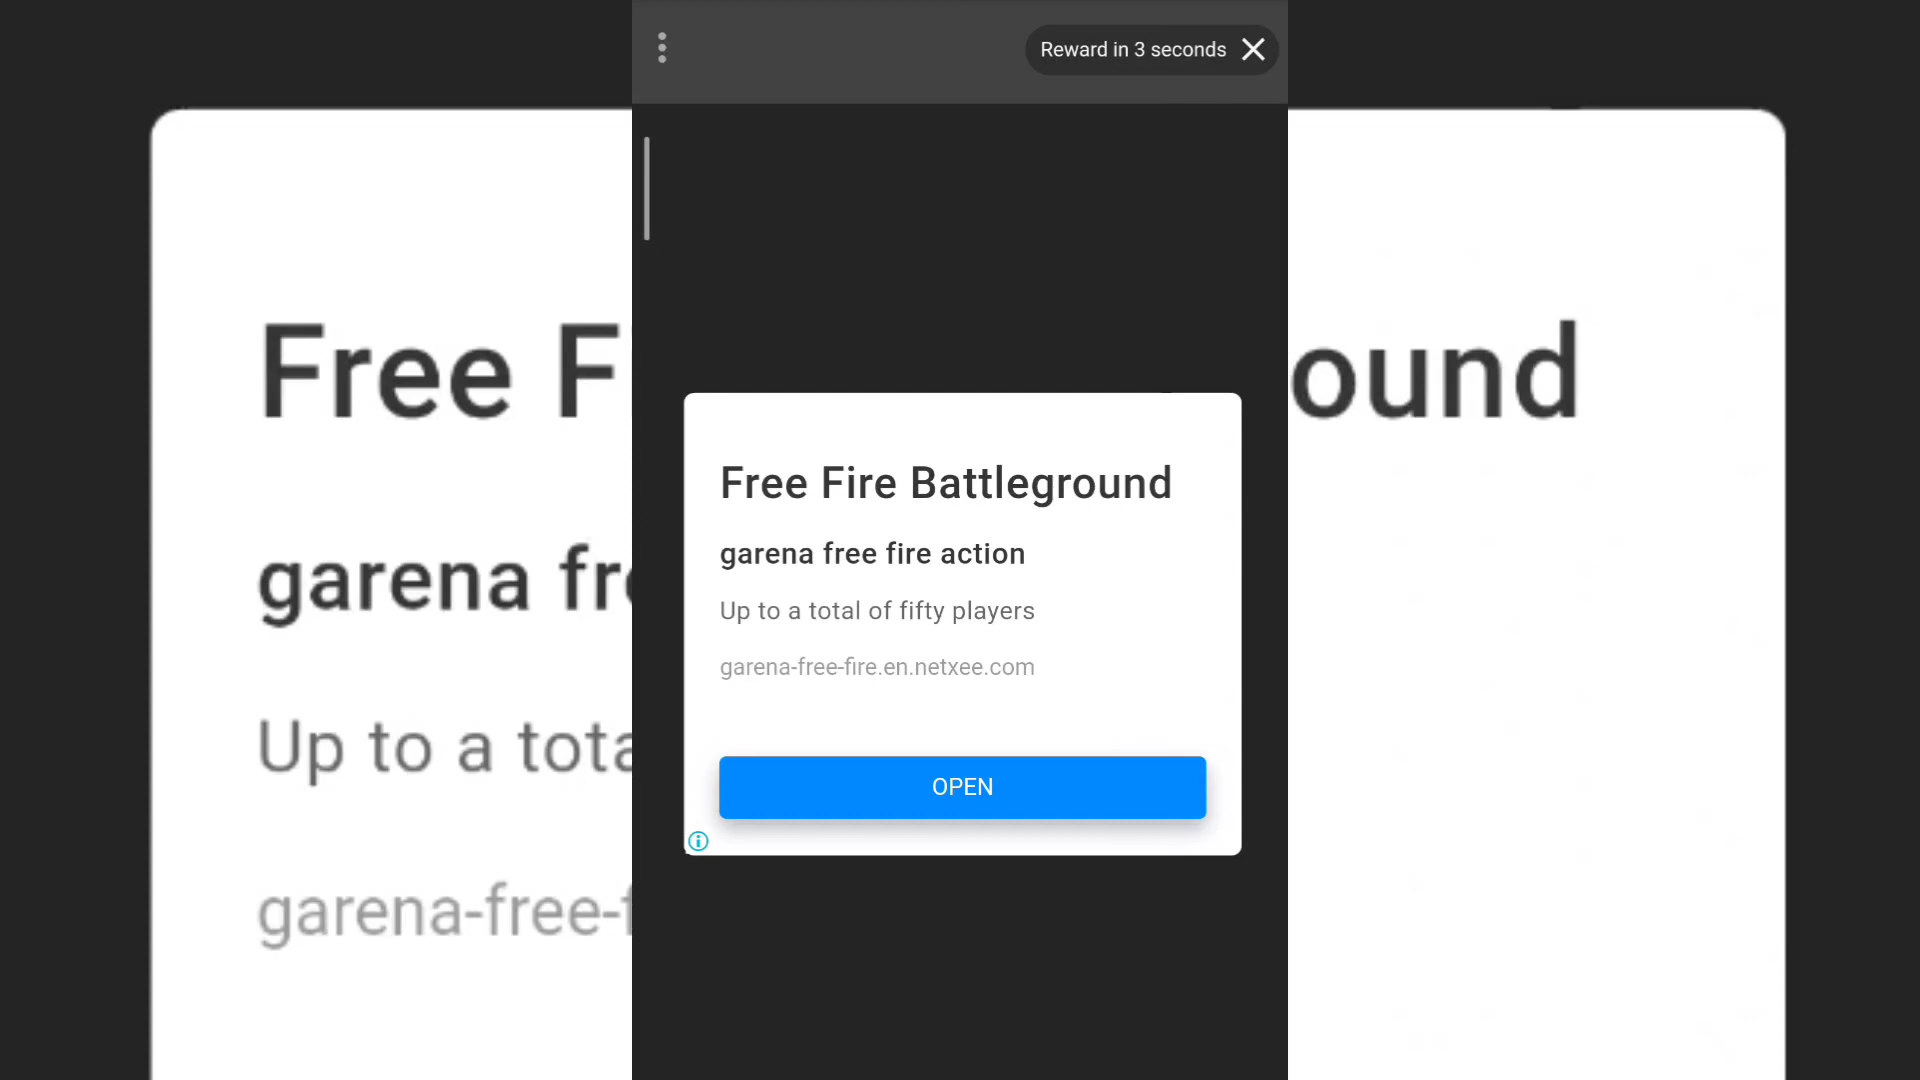 Reward in 3 seconds
Free Fire Battleground
garena free fire action
Up to a total of fifty players
garena-free-fire.en.netxee.com
OPEN
Free F
ound
garena fr
Up to a tota
garena-free-f